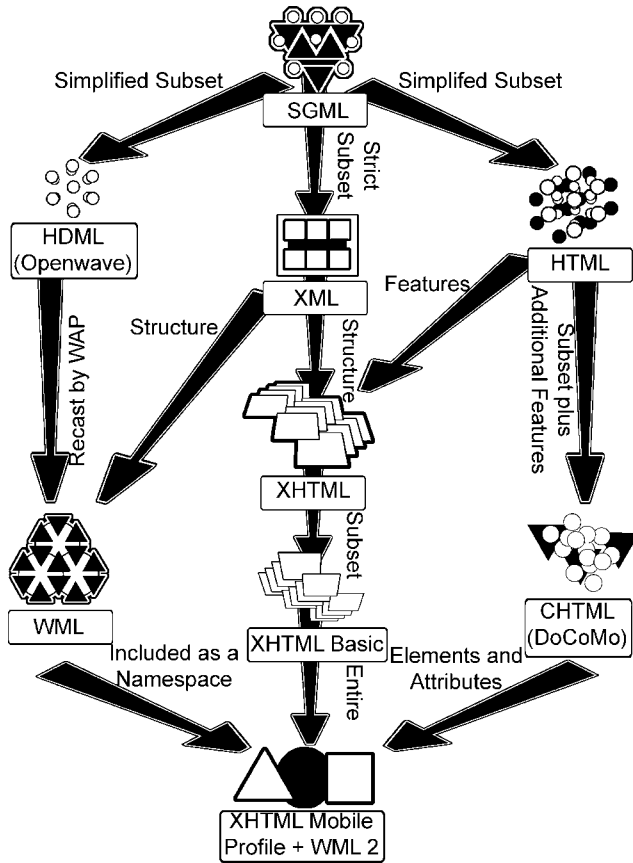 Simplified Subset
Simplifed Subset
SGML
Strict
Subset
HDML
(Openwave)
XML
HTML
Features
Structure
Structure
Recast by WAP
Subset plus
Additional Features
XHTML
Subset
WML
XHTML Basic
CHTML
(DoCoMo)
Included as a
Namespace
Entire
Elements and
Attributes
XHTML Mobile
Profile + WML 2